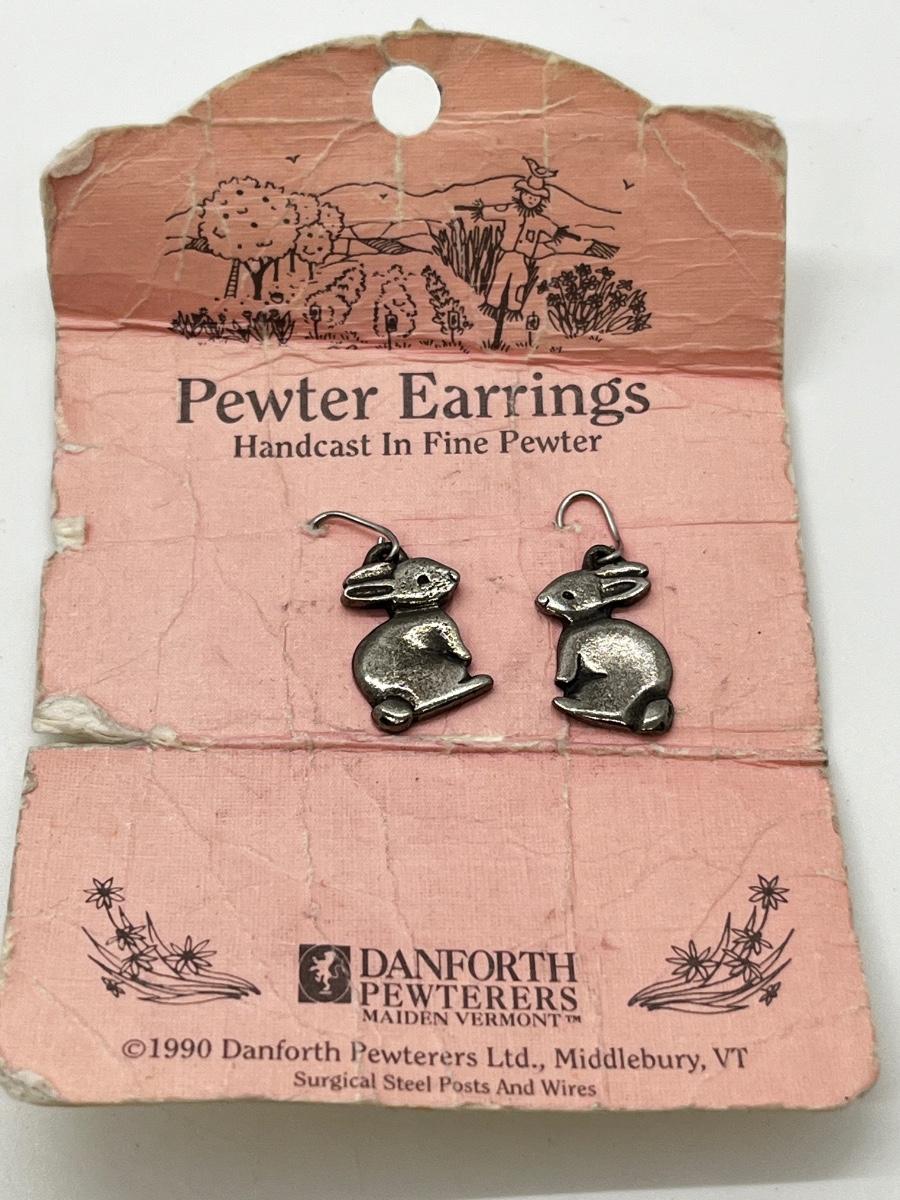 Pewter Earrings
Handcast In Fine Pewter
DANFORTH
PEWTERERS
MAIDEN VERMONT™
©1990 Danforth Pewterers Ltd., Middlebury, VT
Surgical Steel Posts And Wires